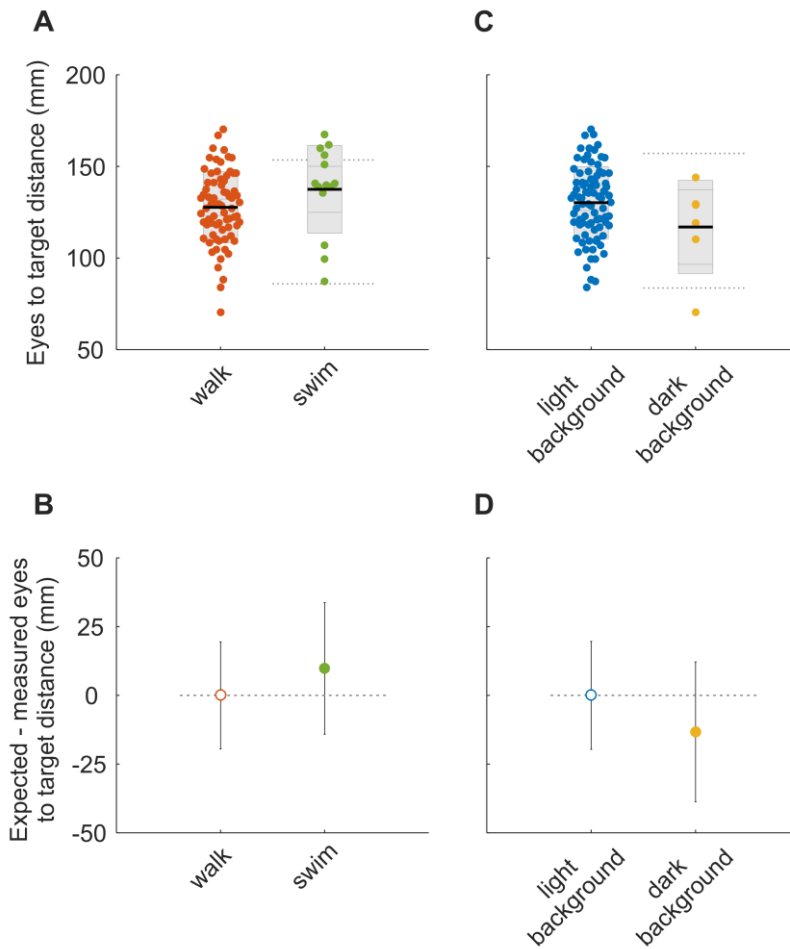 A
Eyes to target distance (mm)
200
150
100
50
walk
swim
C
light
background
dark
background
B
Expected - measured eyes
to target distance (mm)
50
25
0
-25
-50
walk
swim
D
light
background
dark
background